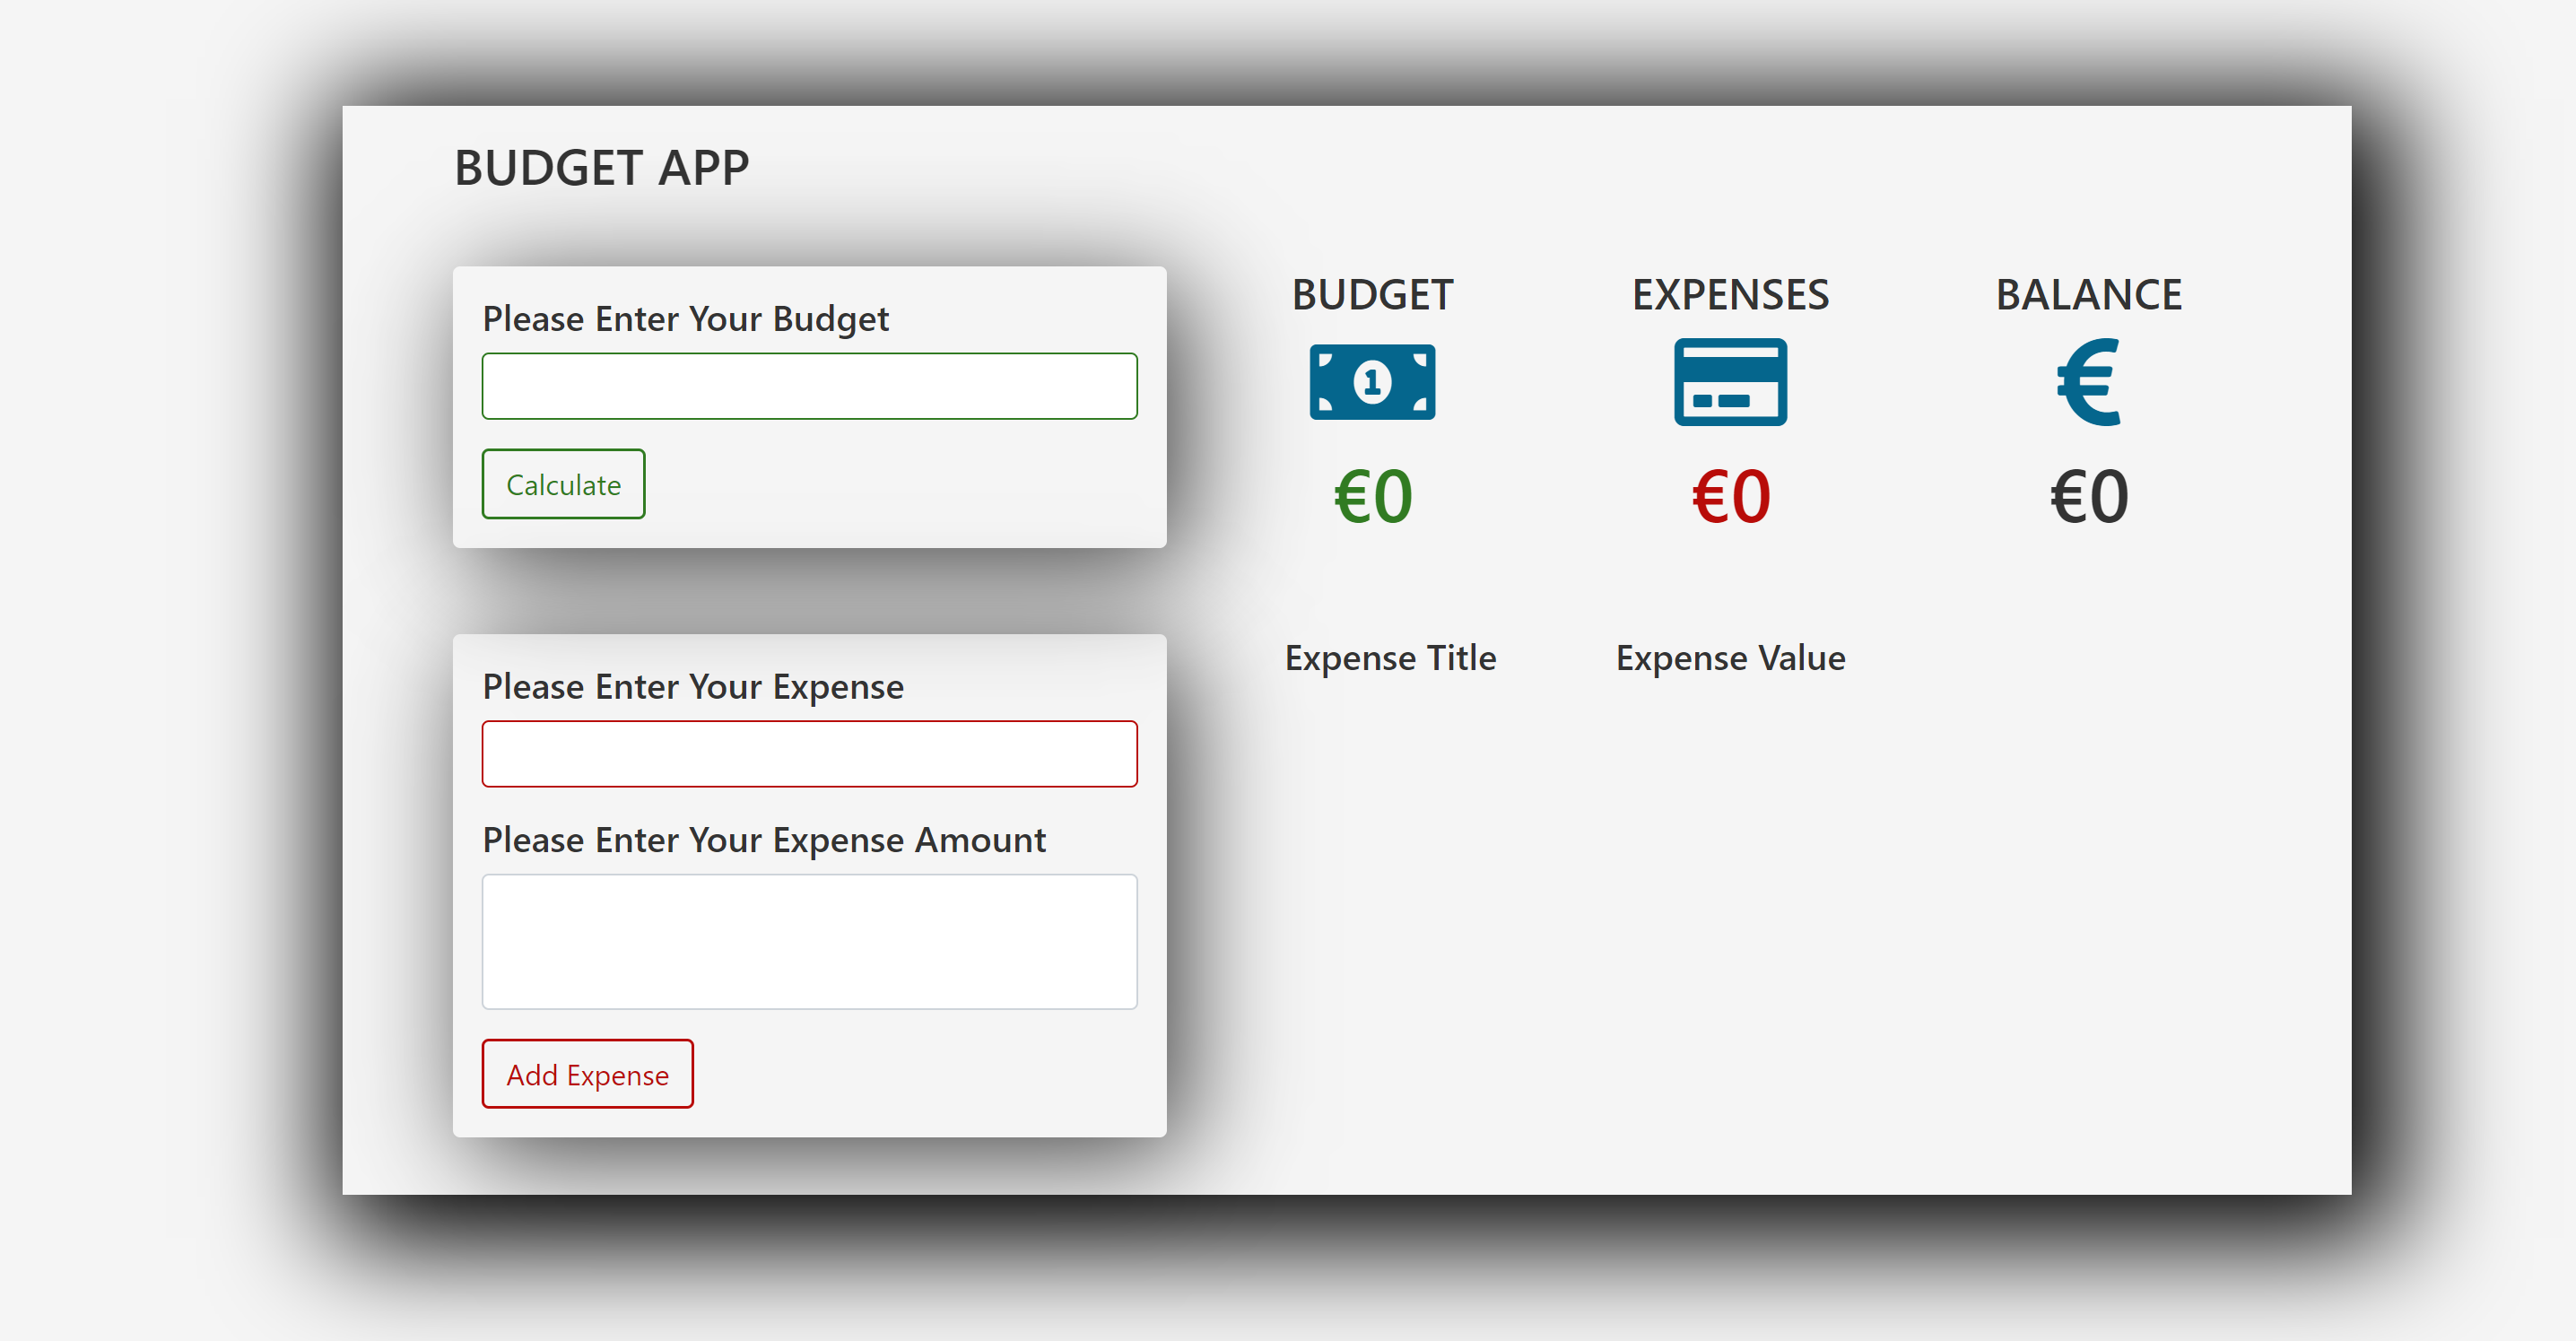 BUDGET APP
Please Enter Your Budget
Calculate
BUDGET
EXPENSES
BALANCE
1
€
€0
€0
€0
Please Enter Your Expense
Please Enter Your Expense Amount
Add Expense
Expense Title
Expense Value